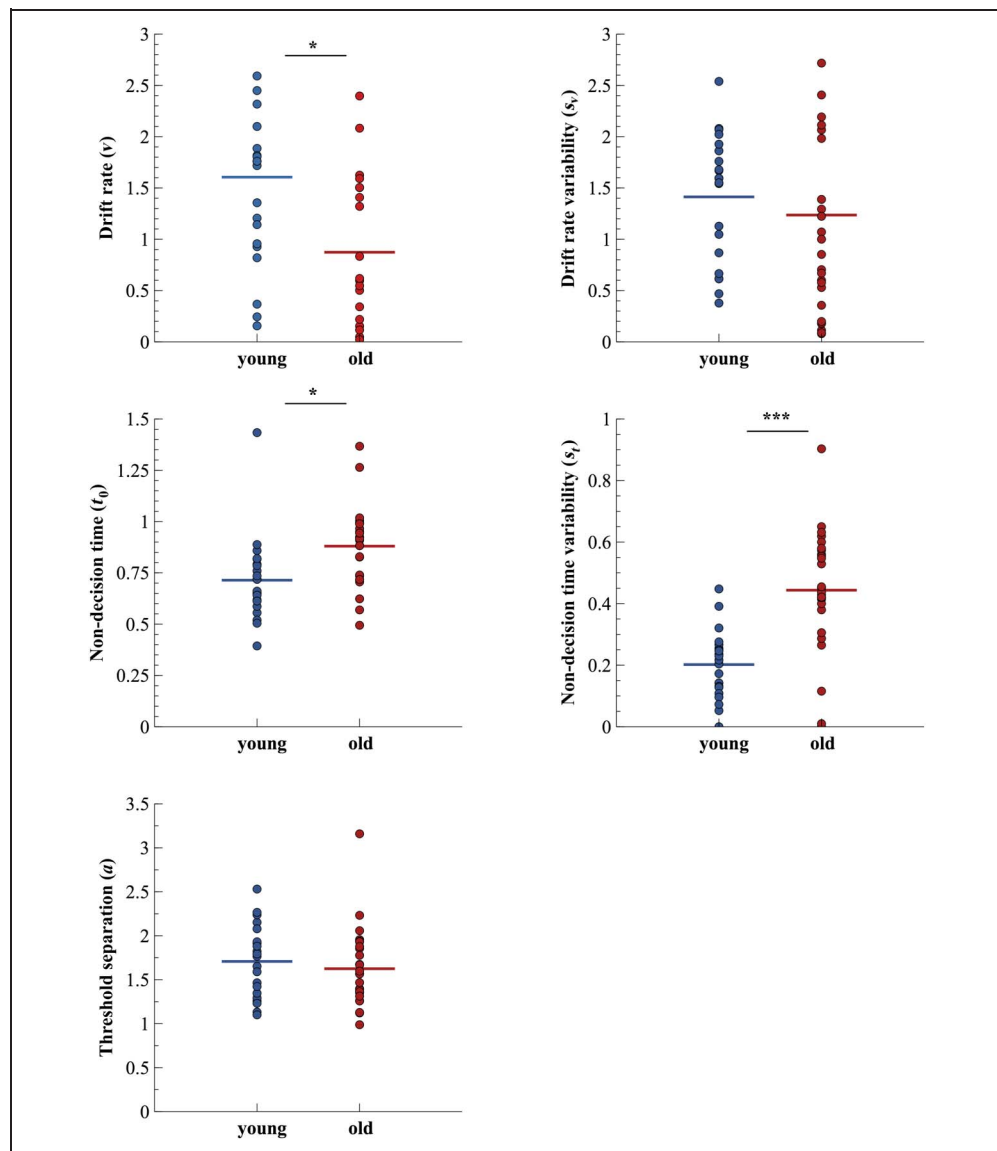 Drift rate (v)
3
2.5
2
1.5
1
0.5
0
*
young
old
Drift rate variability (sᵥ)
3
2.5
2
1.5
1
0.5
0
young
old
Non-decision time (t₀)
1.5
1.25
1
0.75
0.5
0.25
0
*
young
old
Non-decision time variability (sₜ)
1
0.8
0.6
0.4
0.2
0
***
young
old
Threshold separation (a)
3.5
3
2.5
2
1.5
1
0.5
0
young
old